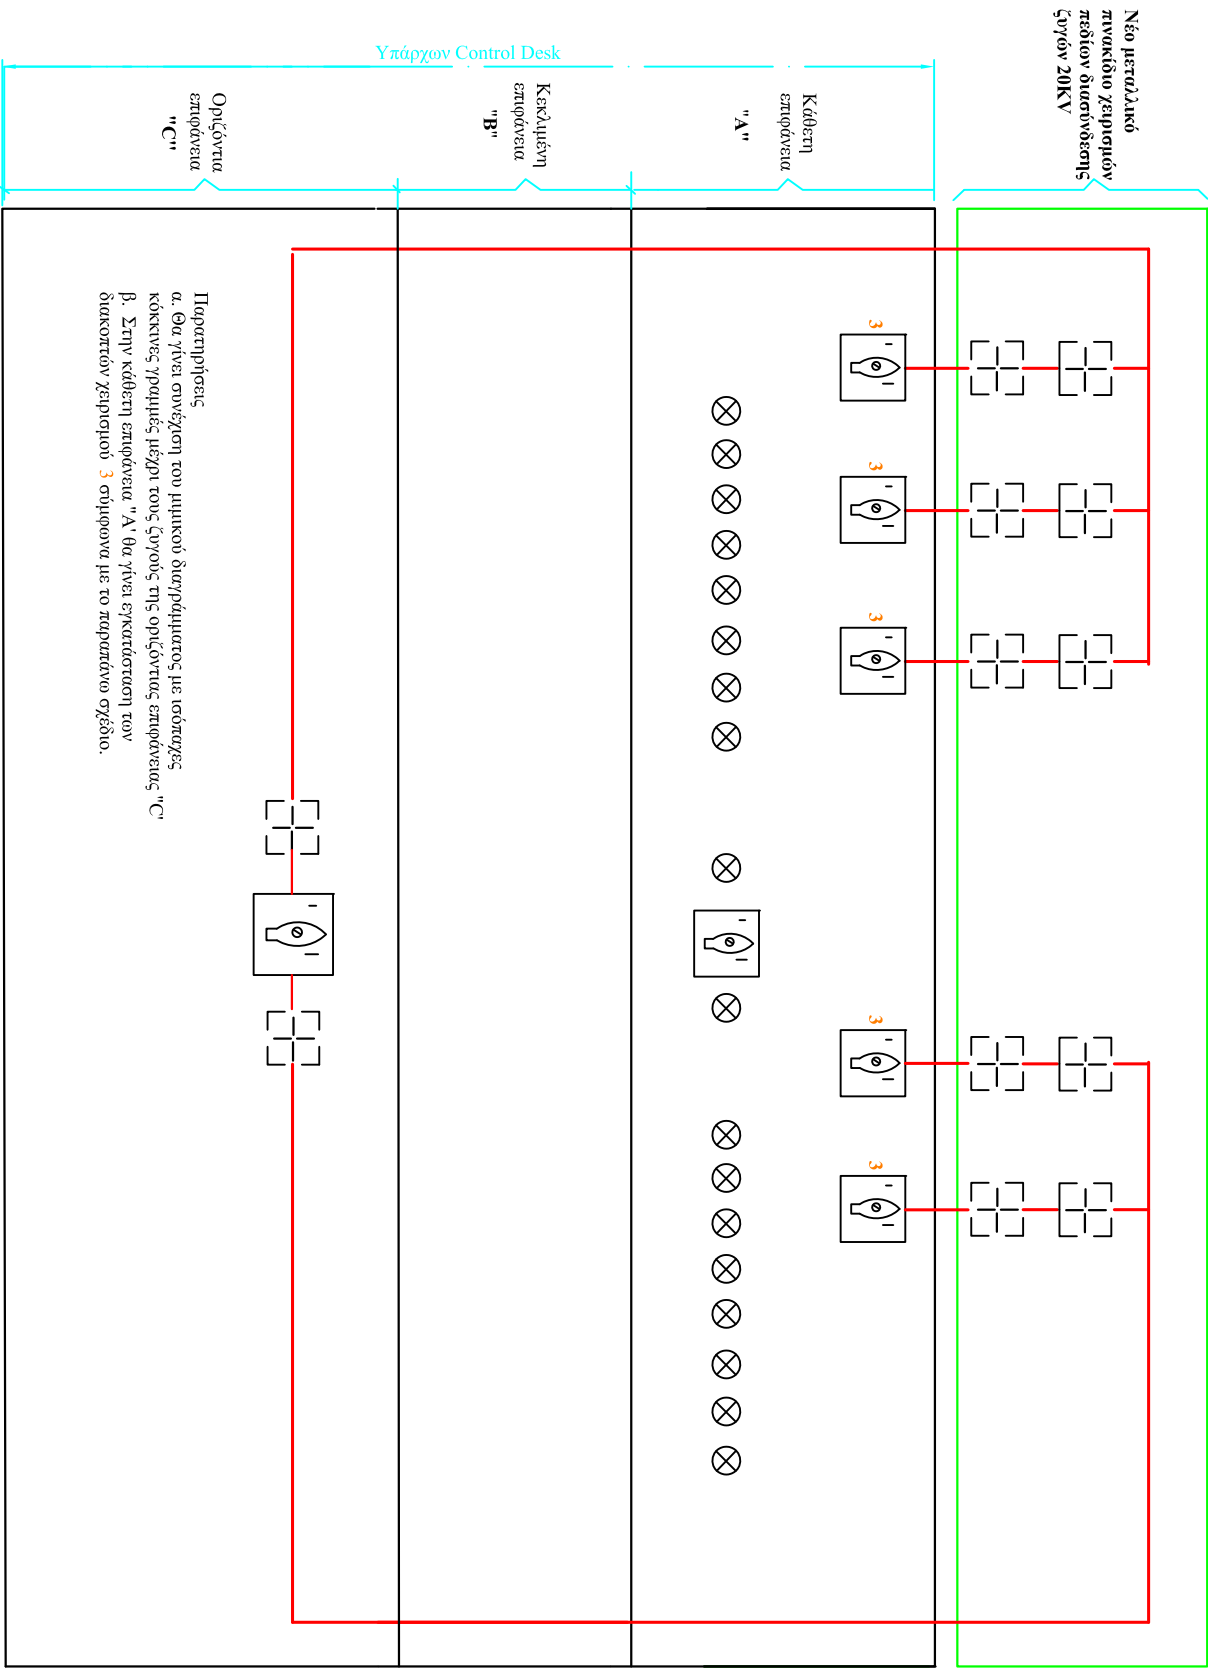 Νέο μεταλλικό
πινακίδιο χειρισμών
πεδίων διασύνδεσης
ζυγών 20KV
Υπάρχων Control Desk
Κάθετη
επιφάνεια
"A"
Κεκλιμένη
επιφάνεια
"B"
Οριζόντια
επιφάνεια
"C"
3
3
3
3
3
Παρατηρήσεις
α. Θα γίνει συνέχιση του μιμικού διαγράμματος με ισόπαχες
κόκκινες γραμμές μέχρι τους ζυγούς της οριζόντιας επιφάνειας "C'
β. Στην κάθετη επιφάνεια "A' θα γίνει εγκατάσταση των
διακοπτών χειρισμού 3 σύμφωνα με το παραπάνω σχέδιο.